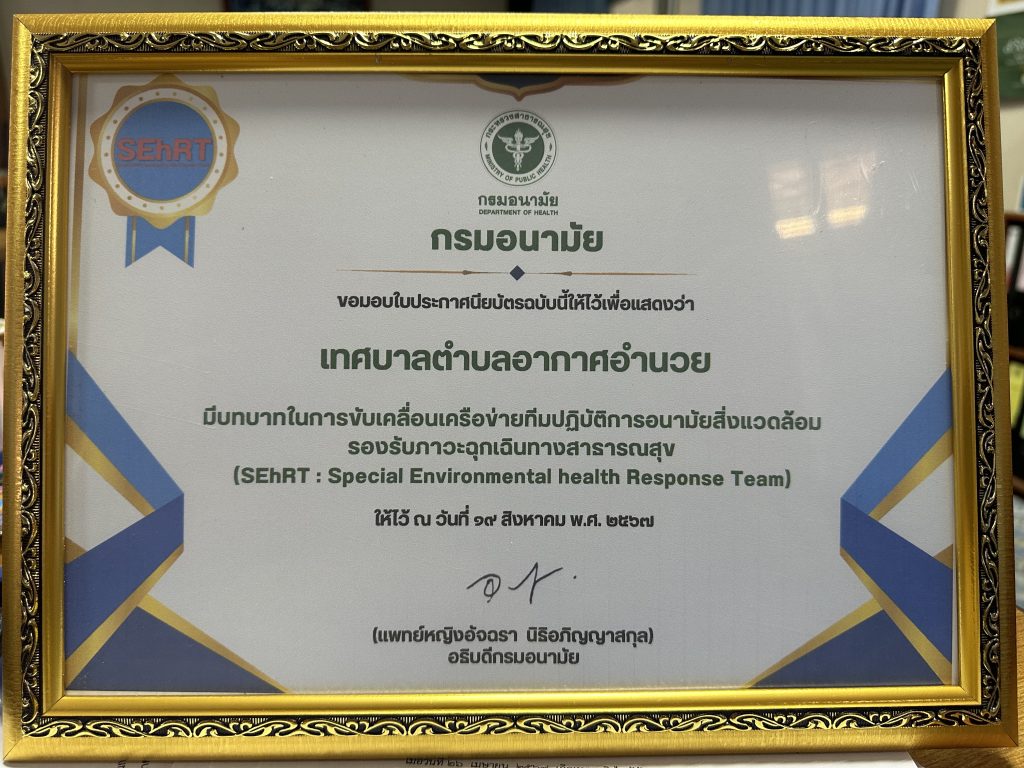 SEhRT
กระทรวงสาธารณสุข
MINISTRY OF PUBLIC HEALTH
กรมอนามัย
DEPARTMENT OF HEALTH
กรมอนามัย
ขอมอบใบประกาศนียบัตรฉบับนี้ให้ไว้เพื่อแสดงว่า
เทศบาลตำบลอากาศอำนวย
มีบทบาทในการขับเคลื่อนเครือข่ายทีมปฏิบัติการอนามัยสิ่งแวดล้อม
รองรับภาวะฉุกเฉินทางสาธารณสุข
(SEhRT : Special Environmental health Response Team)
ให้ไว้ ณ วันที่ ๑๙ สิงหาคม พ.ศ. ๒๕๖๗
(แพทย์หญิงอัจฉรา นิธิอภิญญาสกุล)
อธิบดีกรมอนามัย